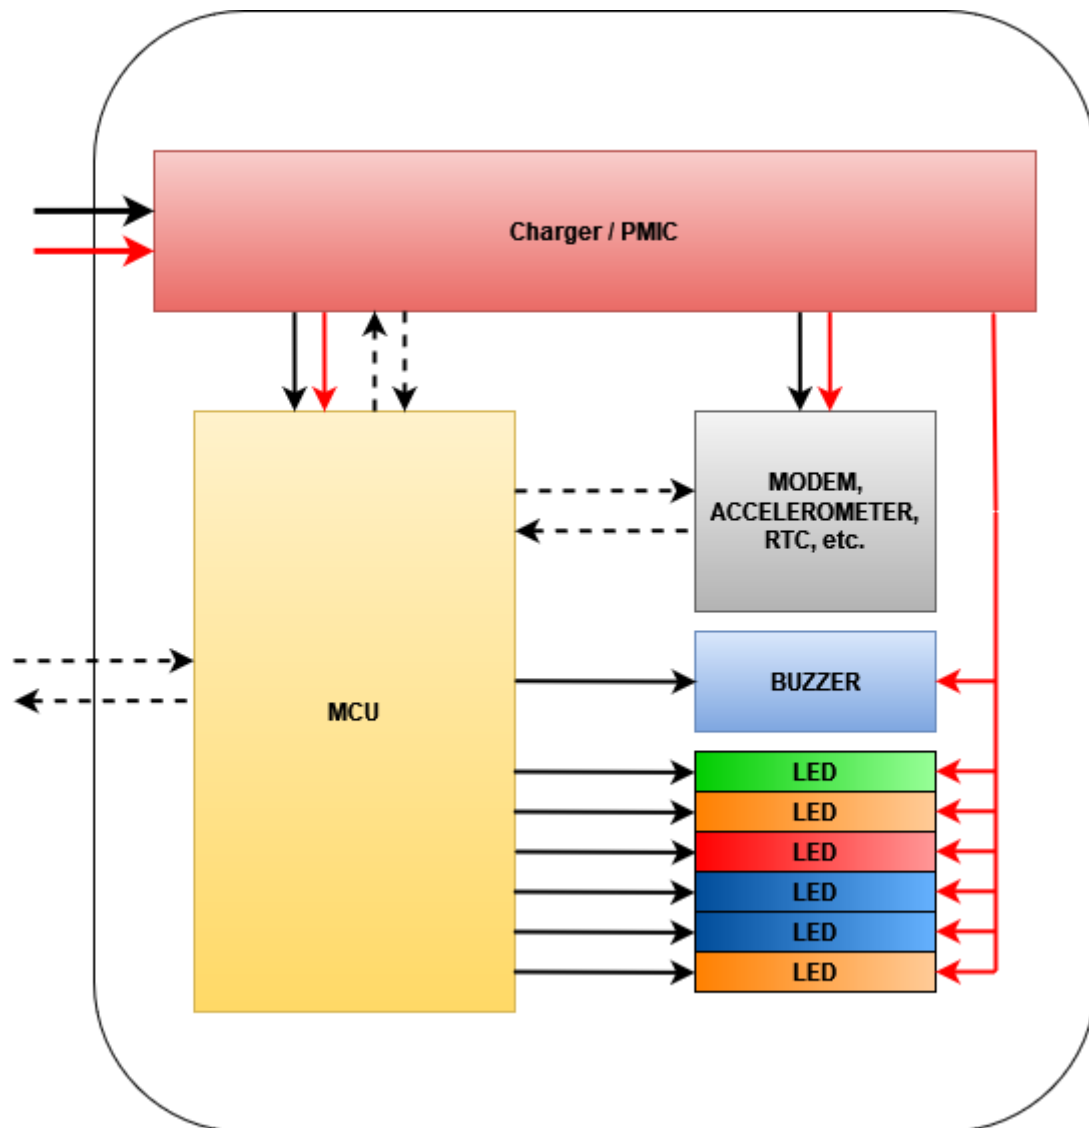 Charger / PMIC
MODEM,
ACCELEROMETER,
RTC, etc.
MCU
BUZZER
LED
LED
LED
LED
LED
LED